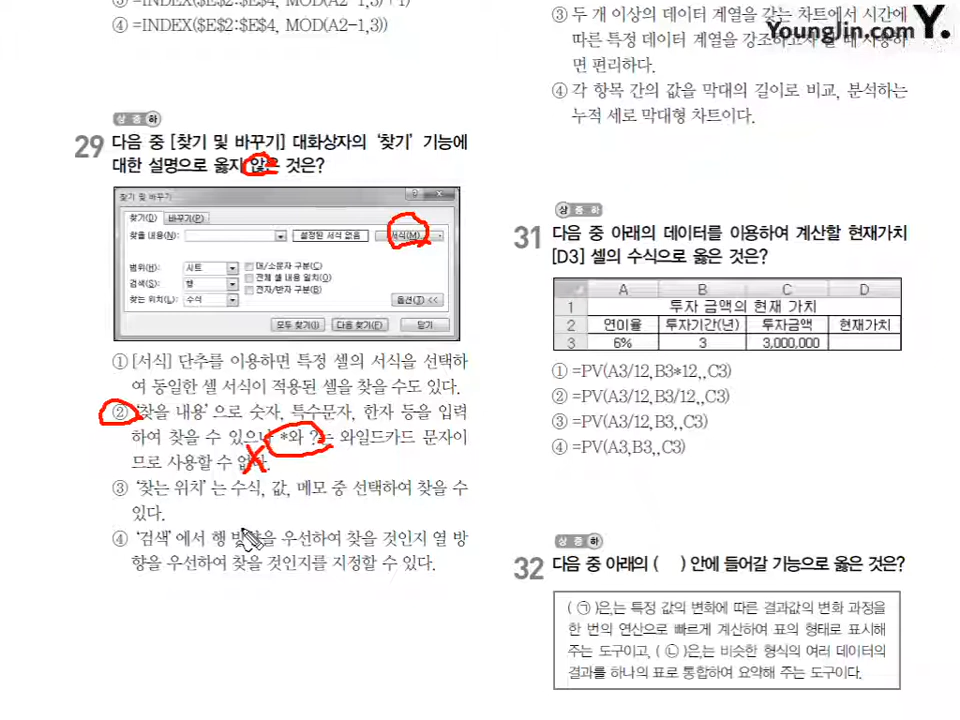 ③ =INDEX($E$2:$E$4, MOD(A2-1,3)+1)
④ =INDEX($E$2:$E$4, MOD(A2-1,3))
상 중 하
29 다음 중 [찾기 및 바꾸기] 대화상자의 '찾기' 기능에
대한 설명으로 옳지 않은 것은?
찾기 및 바꾸기
찾기(D) 바꾸기(P)
찾을 내용(N): 설정된 서식 없음 서식(M)
범위(H): 시트 대/소문자 구분(C)
검색(S): 행 전체 셀 내용 일치(O)
찾는 위치(L): 수식 전자/반자 구분(B)
옵션(T) <<
모두 찾기(I) 다음 찾기(F) 닫기
① [서식] 단추를 이용하면 특정 셀의 서식을 선택하
여 동일한 셀 서식이 적용된 셀을 찾을 수도 있다.
② '찾을 내용'으로 숫자, 특수문자, 한자 등을 입력
하여 찾을 수 있으나 *와 ?는 와일드카드 문자이
므로 사용할 수 없다.
③ '찾는 위치'는 수식, 값, 메모 중 선택하여 찾을 수
있다.
④ '검색'에서 행 방향을 우선하여 찾을 것인지 열 방
향을 우선하여 찾을 것인지를 지정할 수 있다.
③ 두 개 이상의 데이터 계열을 갖는 차트에서 시간에
따른 특정 데이터 계열을 강조하고자 할 때 사용하
면 편리하다.
④ 각 항목 간의 값을 막대의 길이로 비교, 분석하는
누적 세로 막대형 차트이다.
YoungJin.com Y.
상 중 하
31 다음 중 아래의 데이터를 이용하여 계산할 현재가치
[D3] 셀의 수식으로 옳은 것은?
A B C D
1 투자 금액의 현재 가치
2 연이율 투자기간(년) 투자금액 현재가치
3 6% 3 3,000,000
① =PV(A3/12,B3*12,,C3)
② =PV(A3/12,B3/12,,C3)
③ =PV(A3/12,B3,,C3)
④ =PV(A3,B3,,C3)
상 중 하
32 다음 중 아래의 ( ) 안에 들어갈 기능으로 옳은 것은?
( ㉠ )은,는 특정 값의 변화에 따른 결과값의 변화 과정을
한 번의 연산으로 빠르게 계산하여 표의 형태로 표시해
주는 도구이고, ( ㉡ )은,는 비슷한 형식의 여러 데이터의
결과를 하나의 표로 통합하여 요약해 주는 도구이다.